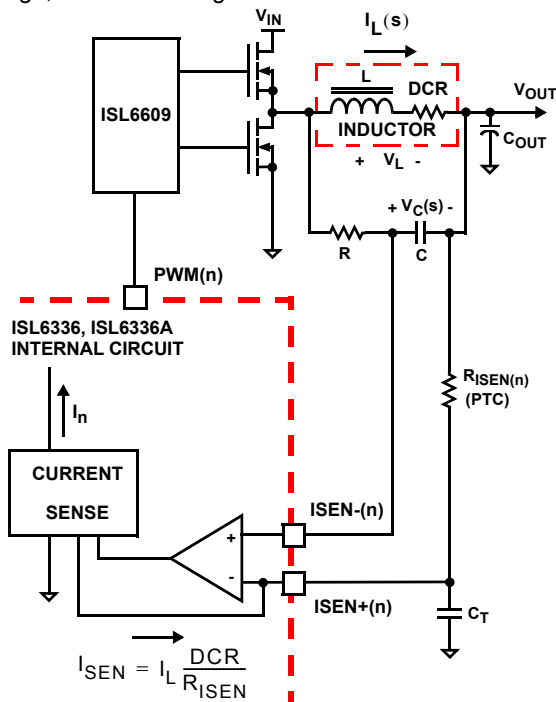 V_IN
I_L(s)
ISL6609
L
DCR
INDUCTOR
V_OUT
C_OUT
+ V_L -
+ V_C(s) -
R
C
PWM(n)
ISL6336, ISL6336A
INTERNAL CIRCUIT
R_ISEN(n)
(PTC)
I_n
CURRENT
SENSE
ISEN-(n)
+
-
ISEN+(n)
C_T
I_SEN = I_L DCR/R_ISEN